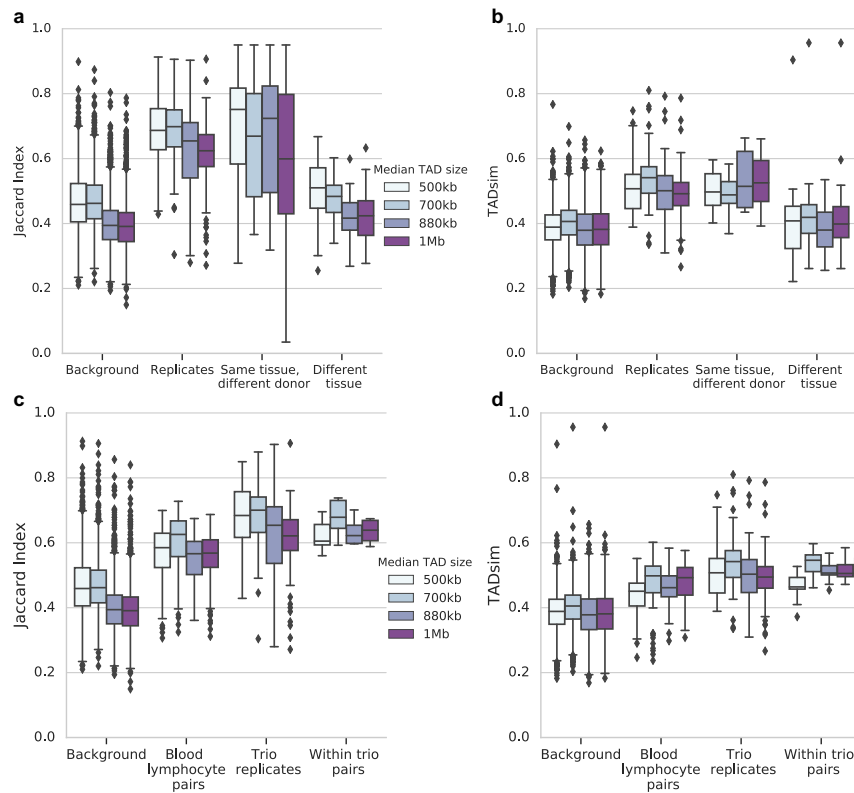 a
Jaccard Index
1.0
0.8
0.6
0.4
0.2
0.0
Median TAD size
500kb
700kb
880kb
1Mb
Background
Replicates
Same tissue,
different donor
Different
tissue
b
TADsim
1.0
0.8
0.6
0.4
0.2
0.0
Background
Replicates
Same tissue,
different donor
Different
tissue
c
Jaccard Index
1.0
0.8
0.6
0.4
0.2
0.0
Median TAD size
500kb
700kb
880kb
1Mb
Background
Blood
lymphocyte
pairs
Trio
replicates
Within trio
pairs
d
TADsim
1.0
0.8
0.6
0.4
0.2
0.0
Background
Blood
lymphocyte
pairs
Trio
replicates
Within trio
pairs